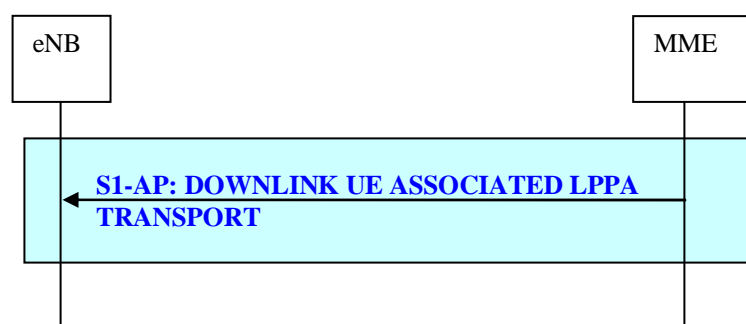 eNB
MME
S1-AP: DOWNLINK UE ASSOCIATED LPPA
TRANSPORT